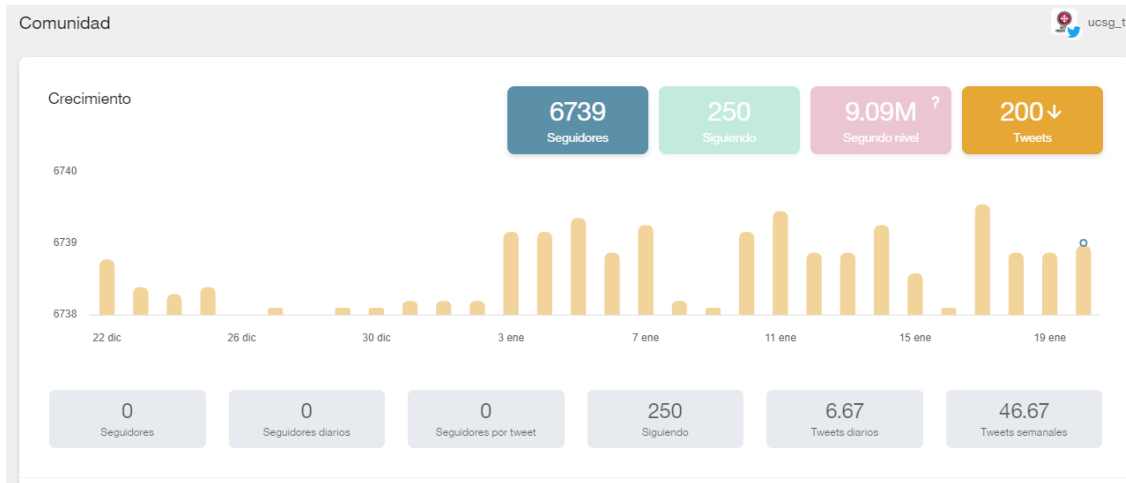 Comunidad
ucsg_t
Crecimiento
6739
Seguidores
250
Siguiendo
9.09M ?
Segundo nivel
200↓
Tweets
6740
6739
6738
22 dic 26 dic 30 dic 3 ene 7 ene 11 ene 15 ene 19 ene
0
Seguidores
0
Seguidores diarios
0
Seguidores por tweet
250
Siguiendo
6.67
Tweets diarios
46.67
Tweets semanales